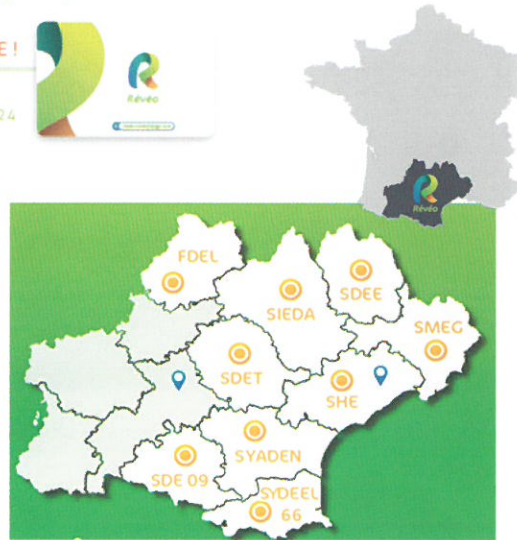 E !
24
Révéo
Révéo
FDEL
SDEE
SIEDA
SMEG
SDET
SHE
SYADEN
SDE 09
SYDEEL
66